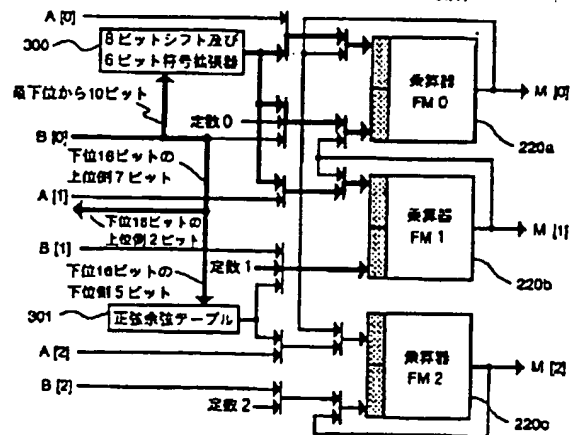 A [0]
300
8ビットシフト及び
6ビット符号拡張器
最下位から10ビット
B [0]
定数0
乗算器
FM 0
M [0]
220a
下位16ビットの
上位側7ビット
A [1]
下位16ビットの
上位側2ビット
B [1]
定数1
乗算器
FM 1
M [1]
220b
下位16ビットの
下位側5ビット
301
正弦余弦テーブル
A [2]
B [2]
定数2
乗算器
FM 2
M [2]
220c